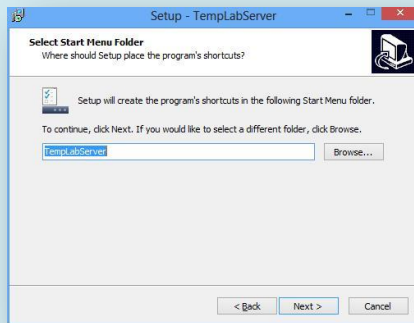 Setup - TempLabServer
Select Start Menu Folder
Where should Setup place the program's shortcuts?
Setup will create the program's shortcuts in the following Start Menu folder.
To continue, click Next. If you would like to select a different folder, click Browse.
TempLabServer
Browse...
< Back
Next >
Cancel